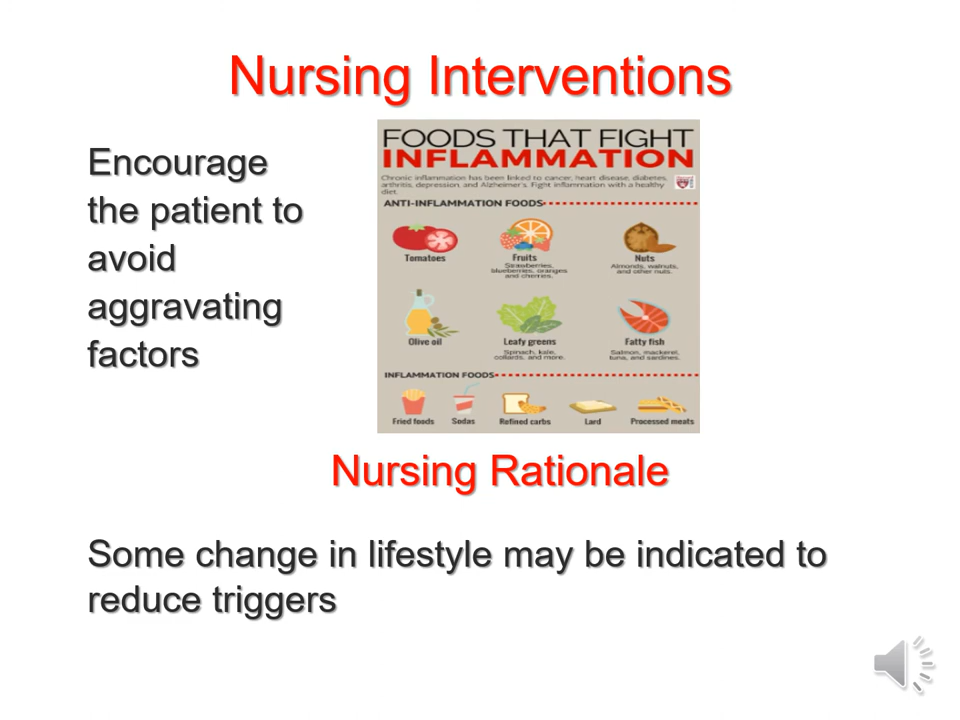 Nursing Interventions
Encourage
the patient to
avoid
aggravating
factors
FOODS THAT FIGHT
INFLAMMATION
Chronic inflammation has been linked to cancer, heart disease, diabetes,
arthritis, depression, and Alzheimer's. Fight inflammation with a healthy
diet.
ANTI-INFLAMMATION FOODS
Tomatoes
Fruits
Strawberries,
blueberries, oranges
and cherries.
Nuts
Almonds, walnuts,
and other nuts.
Olive oil
Leafy greens
Spinach, kale,
collards, and more.
Fatty fish
Salmon, mackerel,
tuna, and sardines.
INFLAMMATION FOODS
Fried foods
Sodas
Refined carbs
Lard
Processed meats
Nursing Rationale
Some change in lifestyle may be indicated to
reduce triggers